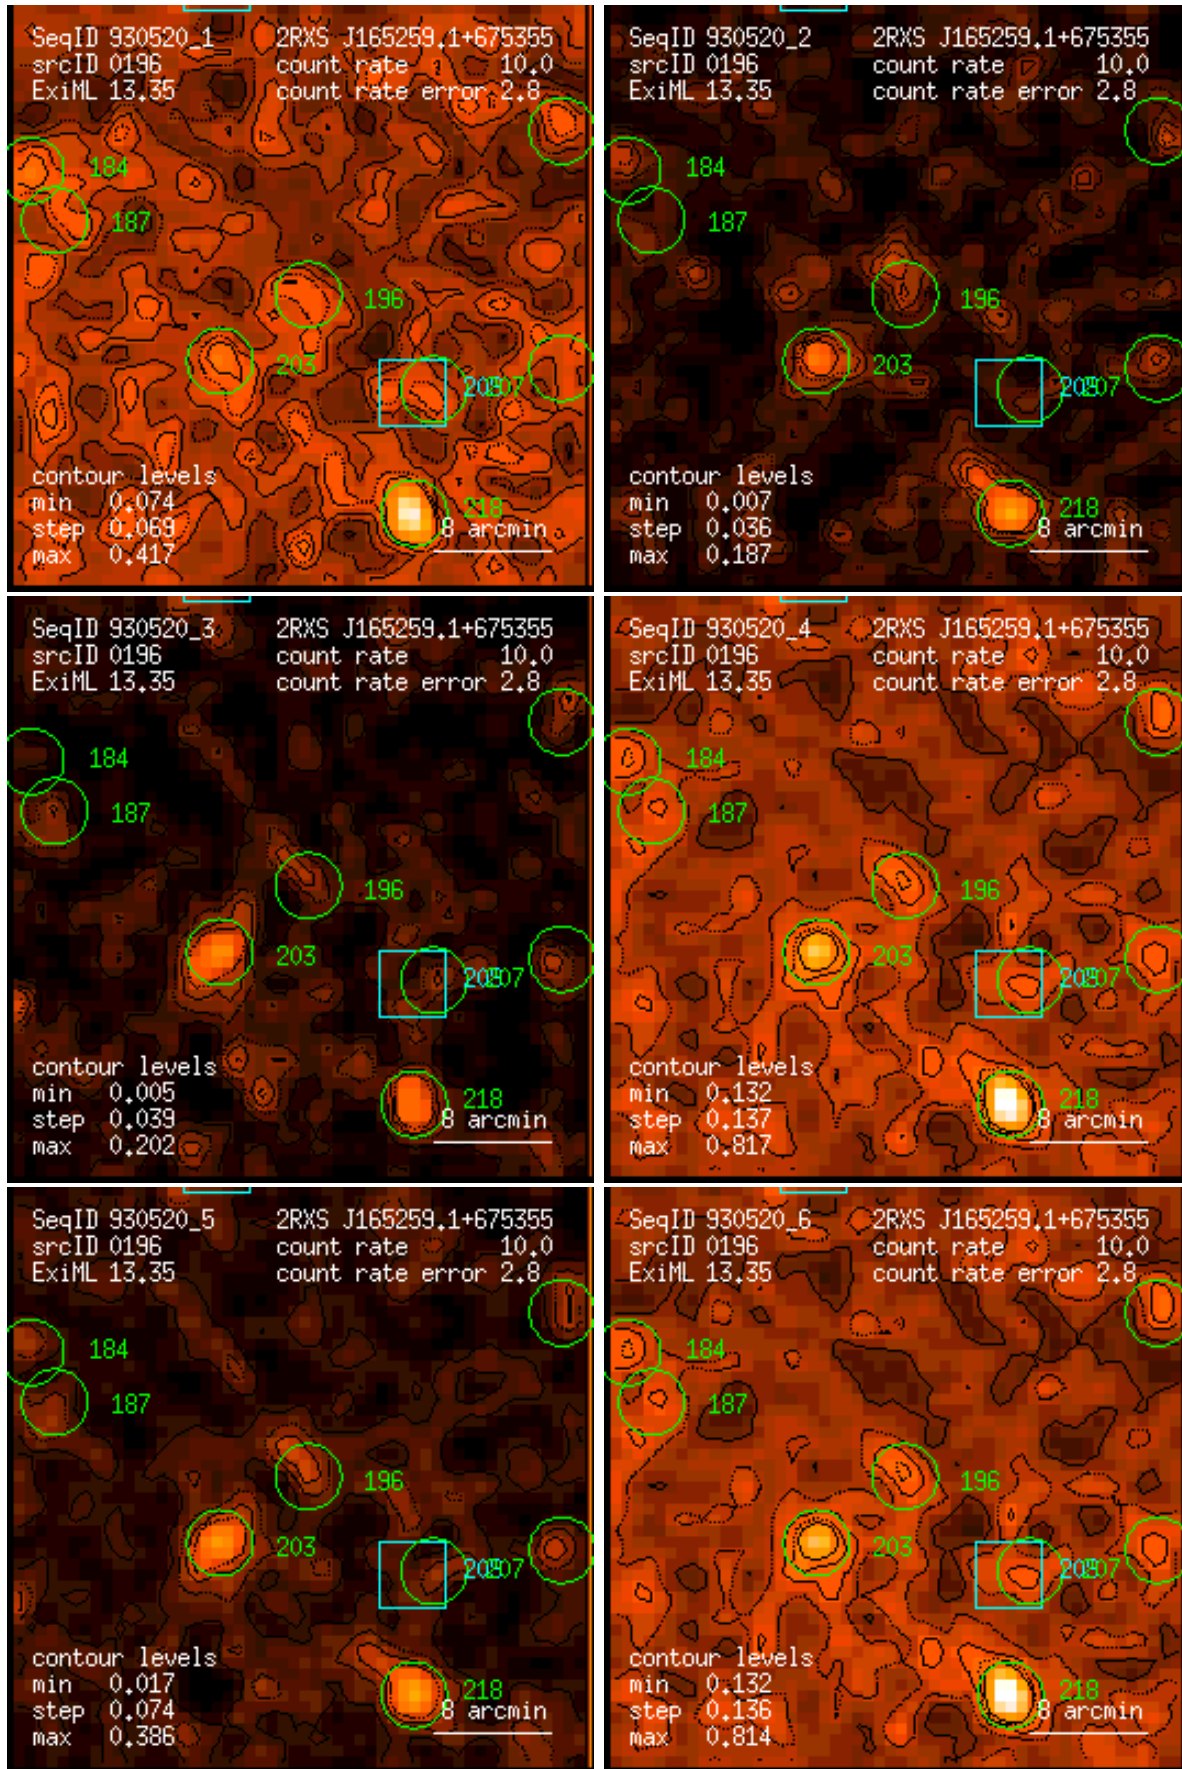 SeqID 930520_1 2RXS J165259.1+675355
srcID 0196 count rate 10.0
ExiML 13.35 count rate error 2.8
184
187
196
203
218
8 arcmin
contour levels
min 0.074
step 0.069
max 0.417
SeqID 930520_2 2RXS J165259.1+675355
srcID 0196 count rate 10.0
ExiML 13.35 count rate error 2.8
184
187
196
203
218
8 arcmin
contour levels
min 0.007
step 0.036
max 0.187
SeqID 930520_3 2RXS J165259.1+675355
srcID 0196 count rate 10.0
ExiML 13.35 count rate error 2.8
184
187
196
203
218
8 arcmin
contour levels
min 0.005
step 0.039
max 0.202
SeqID 930520_4 2RXS J165259.1+675355
srcID 0196 count rate 10.0
ExiML 13.35 count rate error 2.8
184
187
196
203
218
8 arcmin
contour levels
min 0.132
step 0.137
max 0.817
SeqID 930520_5 2RXS J165259.1+675355
srcID 0196 count rate 10.0
ExiML 13.35 count rate error 2.8
184
187
196
203
218
8 arcmin
contour levels
min 0.017
step 0.074
max 0.386
SeqID 930520_6 2RXS J165259.1+675355
srcID 0196 count rate 10.0
ExiML 13.35 count rate error 2.8
184
187
196
203
218
8 arcmin
contour levels
min 0.132
step 0.136
max 0.814